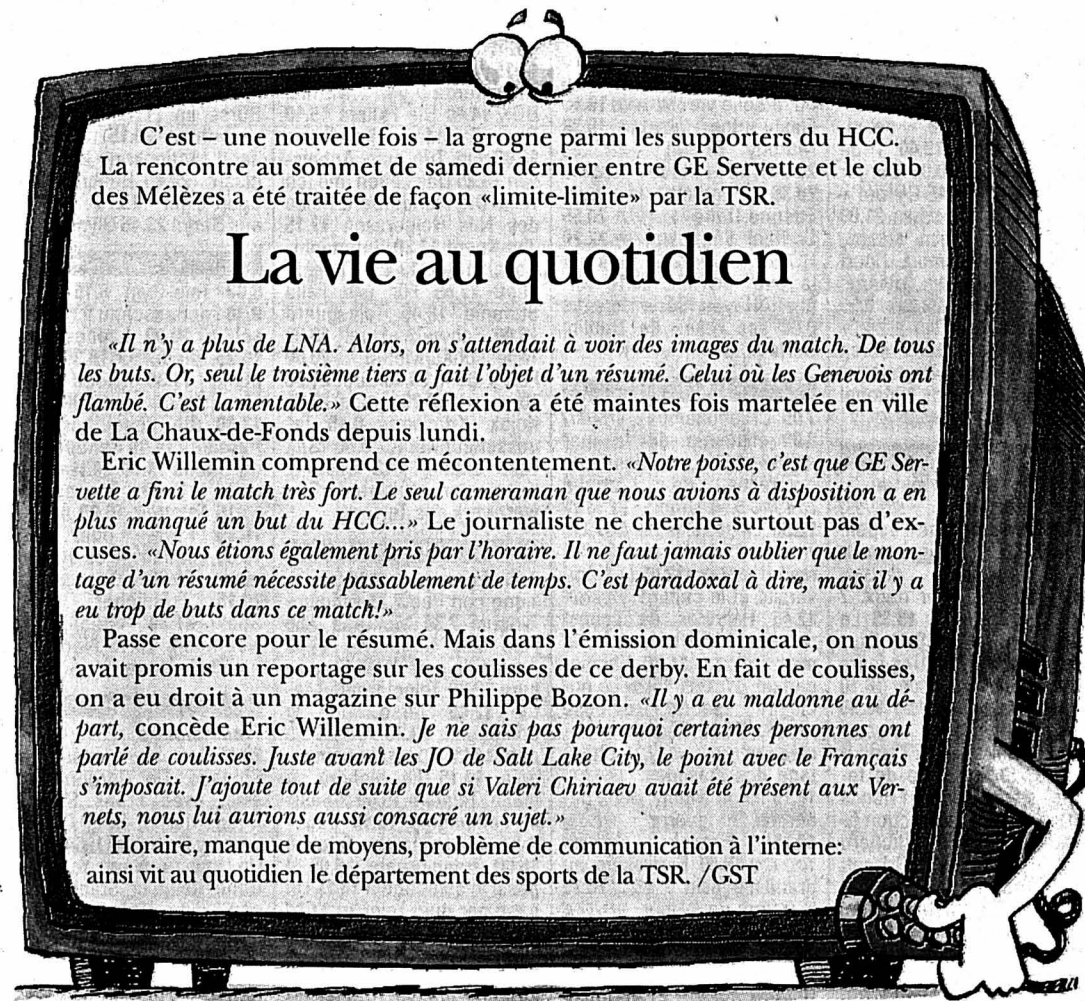 C'est – une nouvelle fois – la grogne parmi les supporters du HCC.
La rencontre au sommet de samedi dernier entre GE Servette et le club
des Mélèzes a été traitée de façon «limite-limite» par la TSR.
La vie au quotidien
«Il n'y a plus de LNA. Alors, on s'attendait à voir des images du match. De tous
les buts. Or, seul le troisième tiers a fait l'objet d'un résumé. Celui où les Genevois ont
flambé. C'est lamentable.» Cette réflexion a été maintes fois martelée en ville
de La Chaux-de-Fonds depuis lundi.
Eric Willemin comprend ce mécontentement. «Notre poisse, c'est que GE Ser-
vette a fini le match très fort. Le seul cameraman que nous avions à disposition a en
plus manqué un but du HCC...» Le journaliste ne cherche surtout pas d'ex-
cuses. «Nous étions également pris par l'horaire. Il ne faut jamais oublier que le mon-
tage d'un résumé nécessite passablement de temps. C'est paradoxal à dire, mais il y a
eu trop de buts dans ce match!»
Passe encore pour le résumé. Mais dans l'émission dominicale, on nous
avait promis un reportage sur les coulisses de ce derby. En fait de coulisses,
on a eu droit à un magazine sur Philippe Bozon. «Il y a eu maldonne au dé-
part, concède Eric Willemin. Je ne sais pas pourquoi certaines personnes ont
parlé de coulisses. Juste avant les JO de Salt Lake City, le point avec le Français
s'imposait. J'ajoute tout de suite que si Valeri Chiriaev avait été présent aux Ver-
nets, nous lui aurions aussi consacré un sujet.»
Horaire, manque de moyens, problème de communication à l'interne:
ainsi vit au quotidien le département des sports de la TSR. /GST